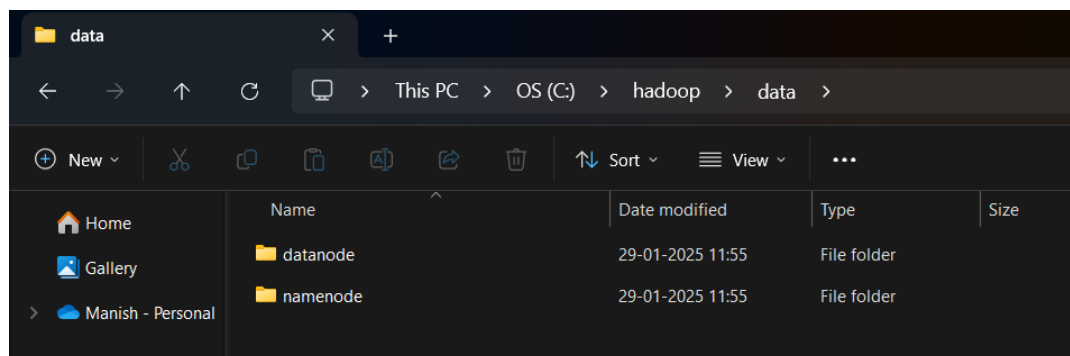 data
This PC > OS (C:) > hadoop > data >
New Sort View
Name Date modified Type Size
Home
datanode 29-01-2025 11:55 File folder
Gallery
namenode 29-01-2025 11:55 File folder
Manish - Personal